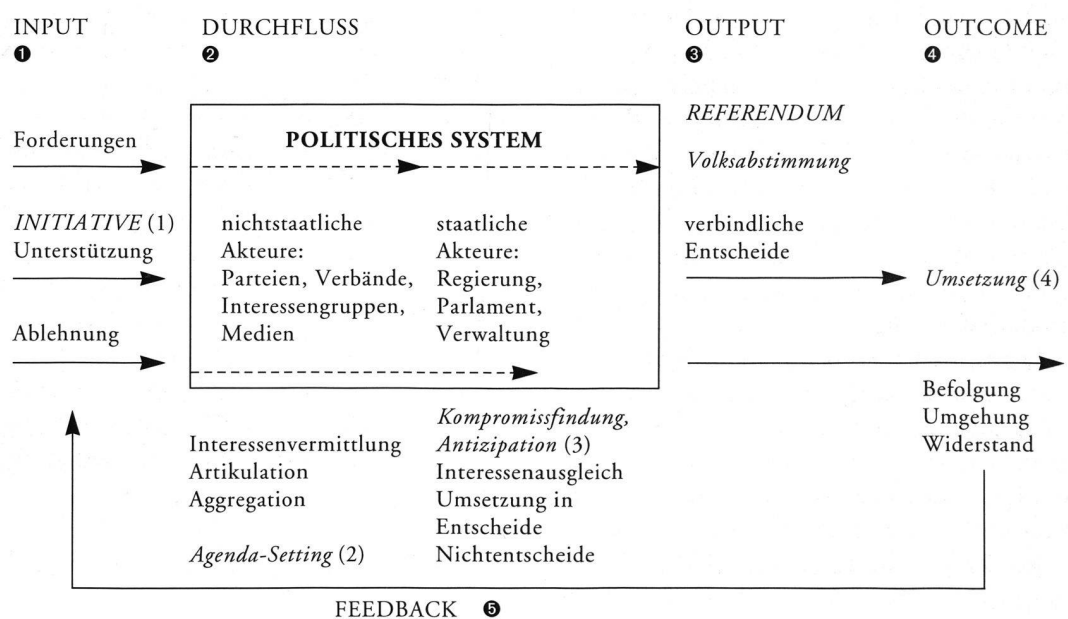 INPUT
❶
DURCHFLUSS
❷
OUTPUT
❸
OUTCOME
❹
Forderungen
INITIATIVE (1)
Unterstützung
Ablehnung
POLITISCHES SYSTEM
nichtstaatliche
Akteure:
Parteien, Verbände,
Interessengruppen,
Medien
staatliche
Akteure:
Regierung,
Parlament,
Verwaltung
REFERENDUM
Volksabstimmung
verbindliche
Entscheide
Umsetzung (4)
Befolgung
Umgehung
Widerstand
Interessenvermittlung
Artikulation
Aggregation
Agenda-Setting (2)
Kompromissfindung,
Antizipation (3)
Interessenausgleich
Umsetzung in
Entscheide
Nichtentscheide
FEEDBACK ❺